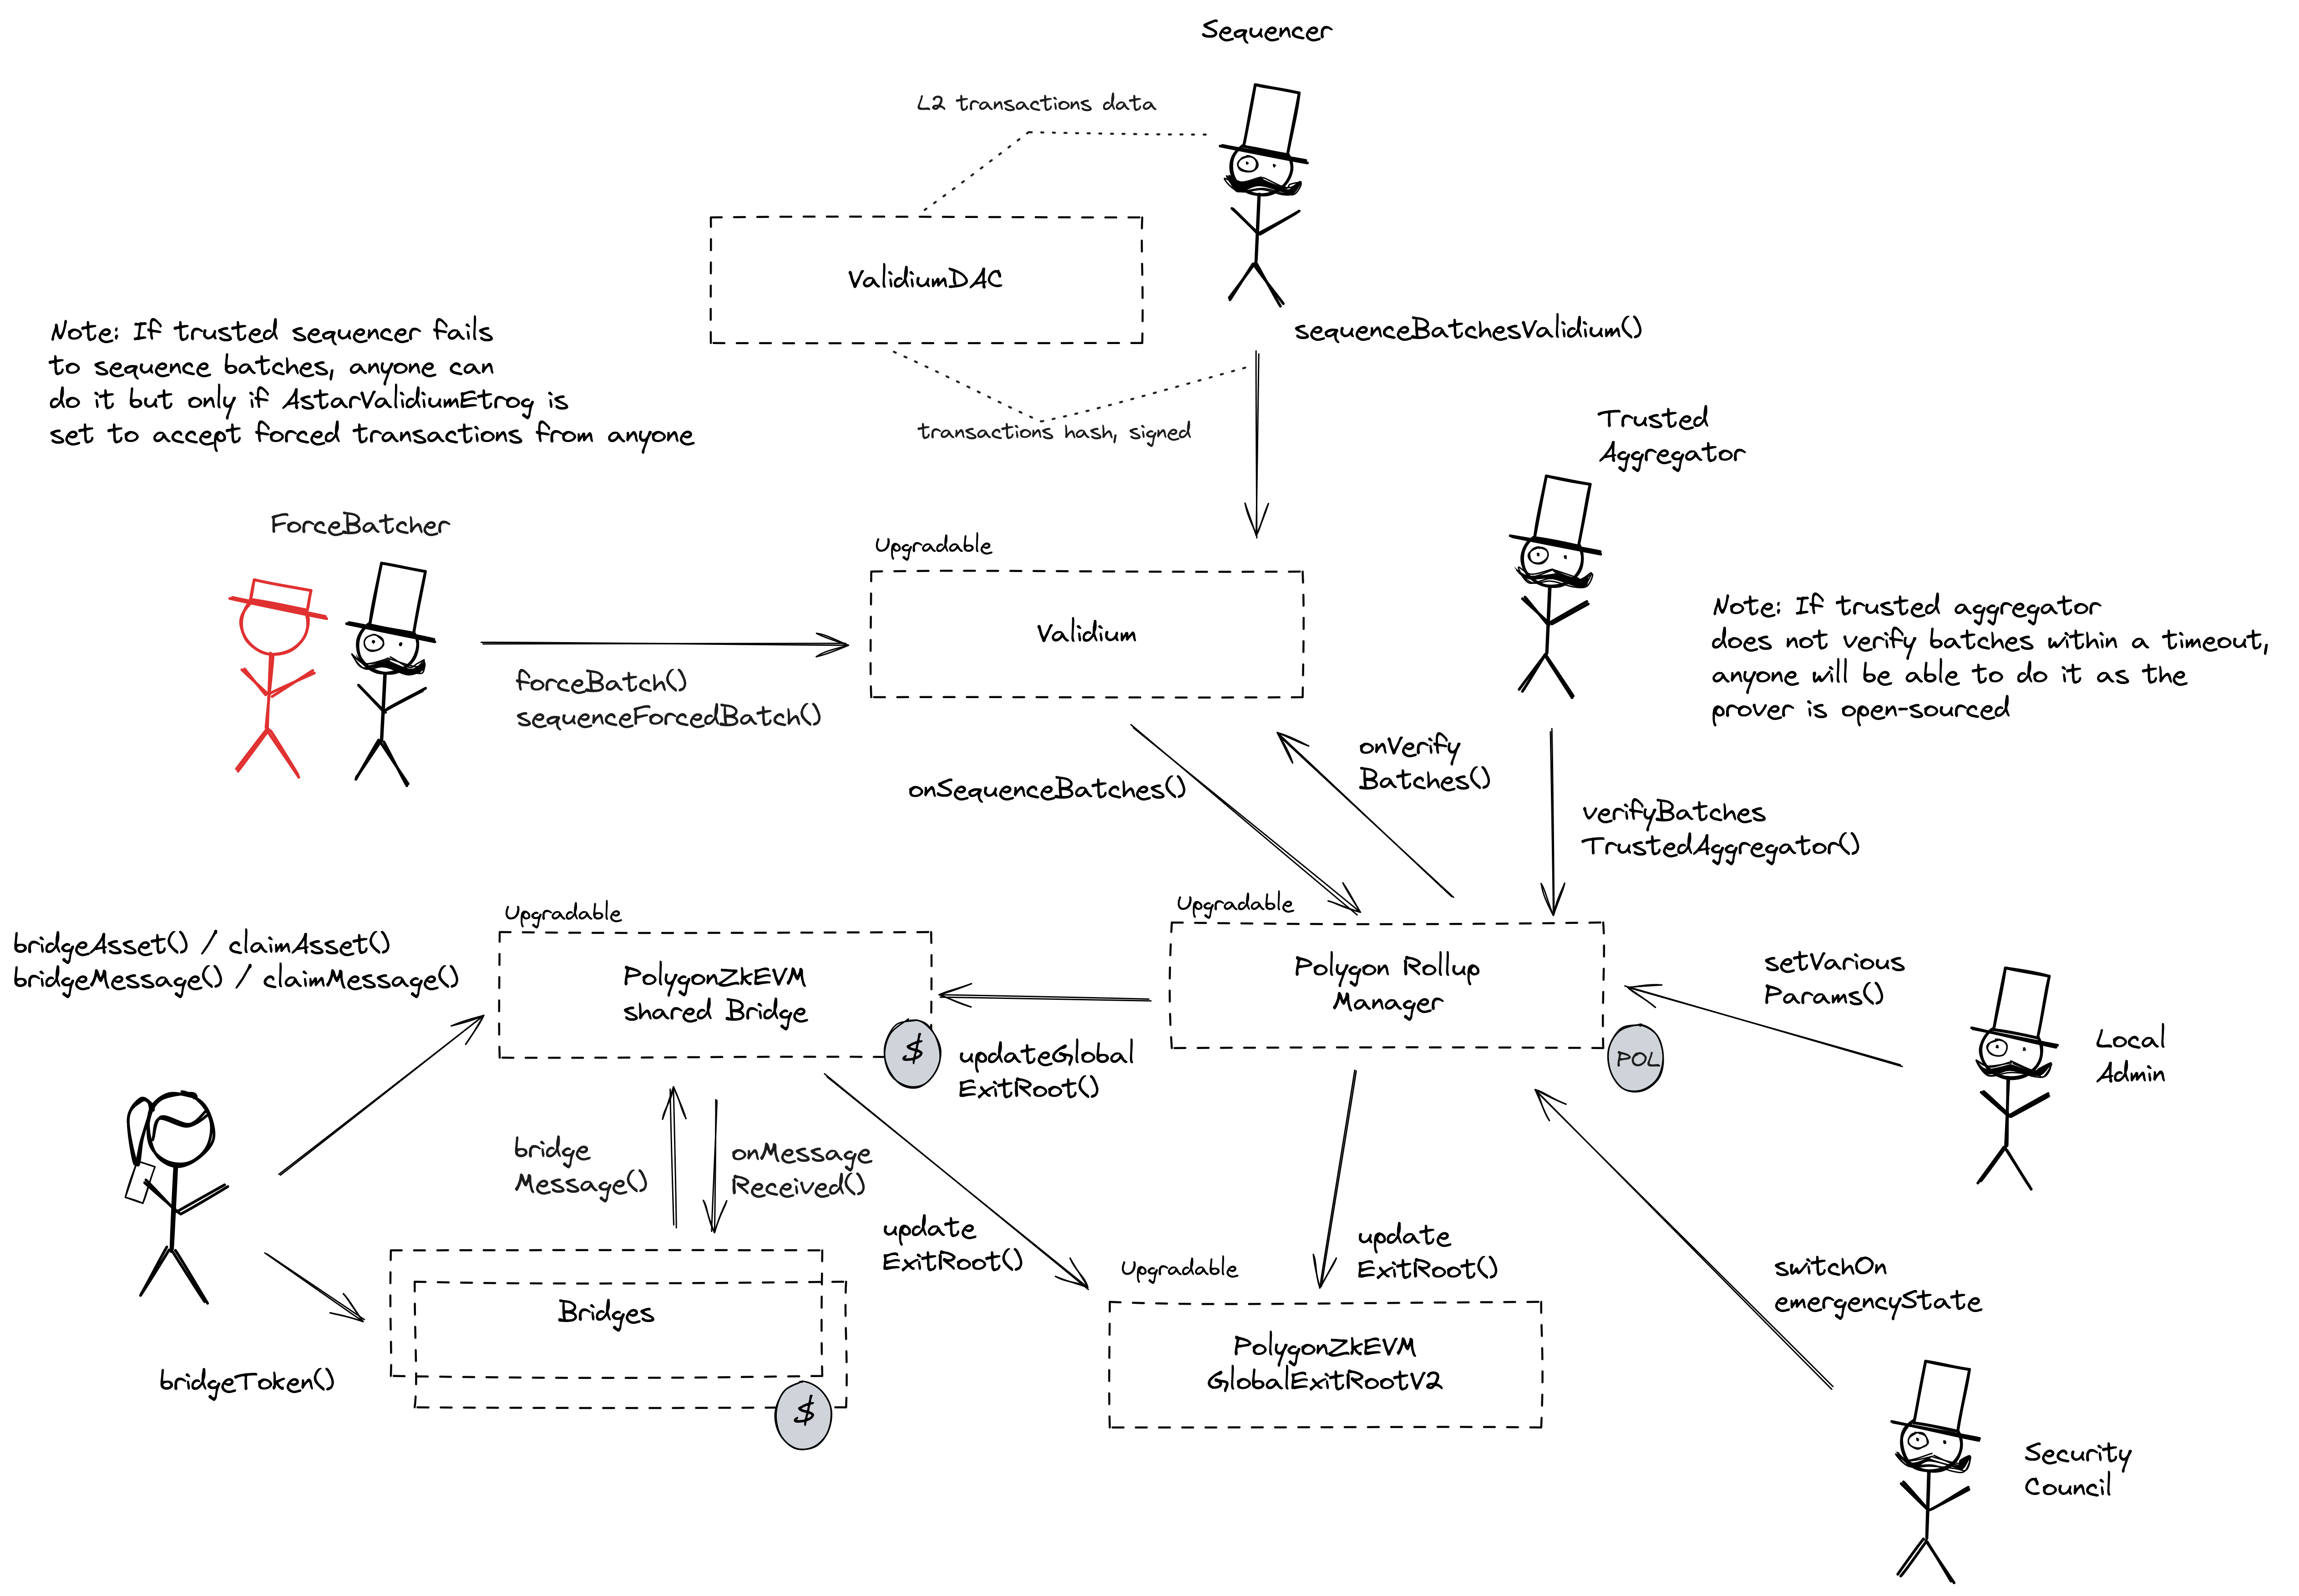 Sequencer
L2 transactions data
ValidiumDAC
sequenceBatchesValidium()
Note: If trusted sequencer fails
to sequence batches, anyone can
do it but only if AstarValidiumEtrog is
set to accept forced transactions from anyone
transactions hash, signed
Trusted
Aggregator
ForceBatcher
Upgradable
Validium
forceBatch()
sequenceForcedBatch()
Note: If trusted aggregator
does not verify batches within a timeout,
anyone will be able to do it as the
prover is open-sourced
onSequenceBatches()
onVerify
Batches()
verifyBatches
TrustedAggregator()
bridgeAsset() / claimAsset()
bridgeMessage() / claimMessage()
Upgradable
PolygonZkEVM
shared Bridge
$
updateGlobal
ExitRoot()
Upgradable
Polygon Rollup
Manager
POL
setVarious
Params()
Local
Admin
bridge
Message()
onMessage
Received()
update
ExitRoot()
update
ExitRoot()
switchOn
emergencyState
bridgeToken()
Bridges
$
Upgradable
PolygonZkEVM
GlobalExitRootV2
Security
Council